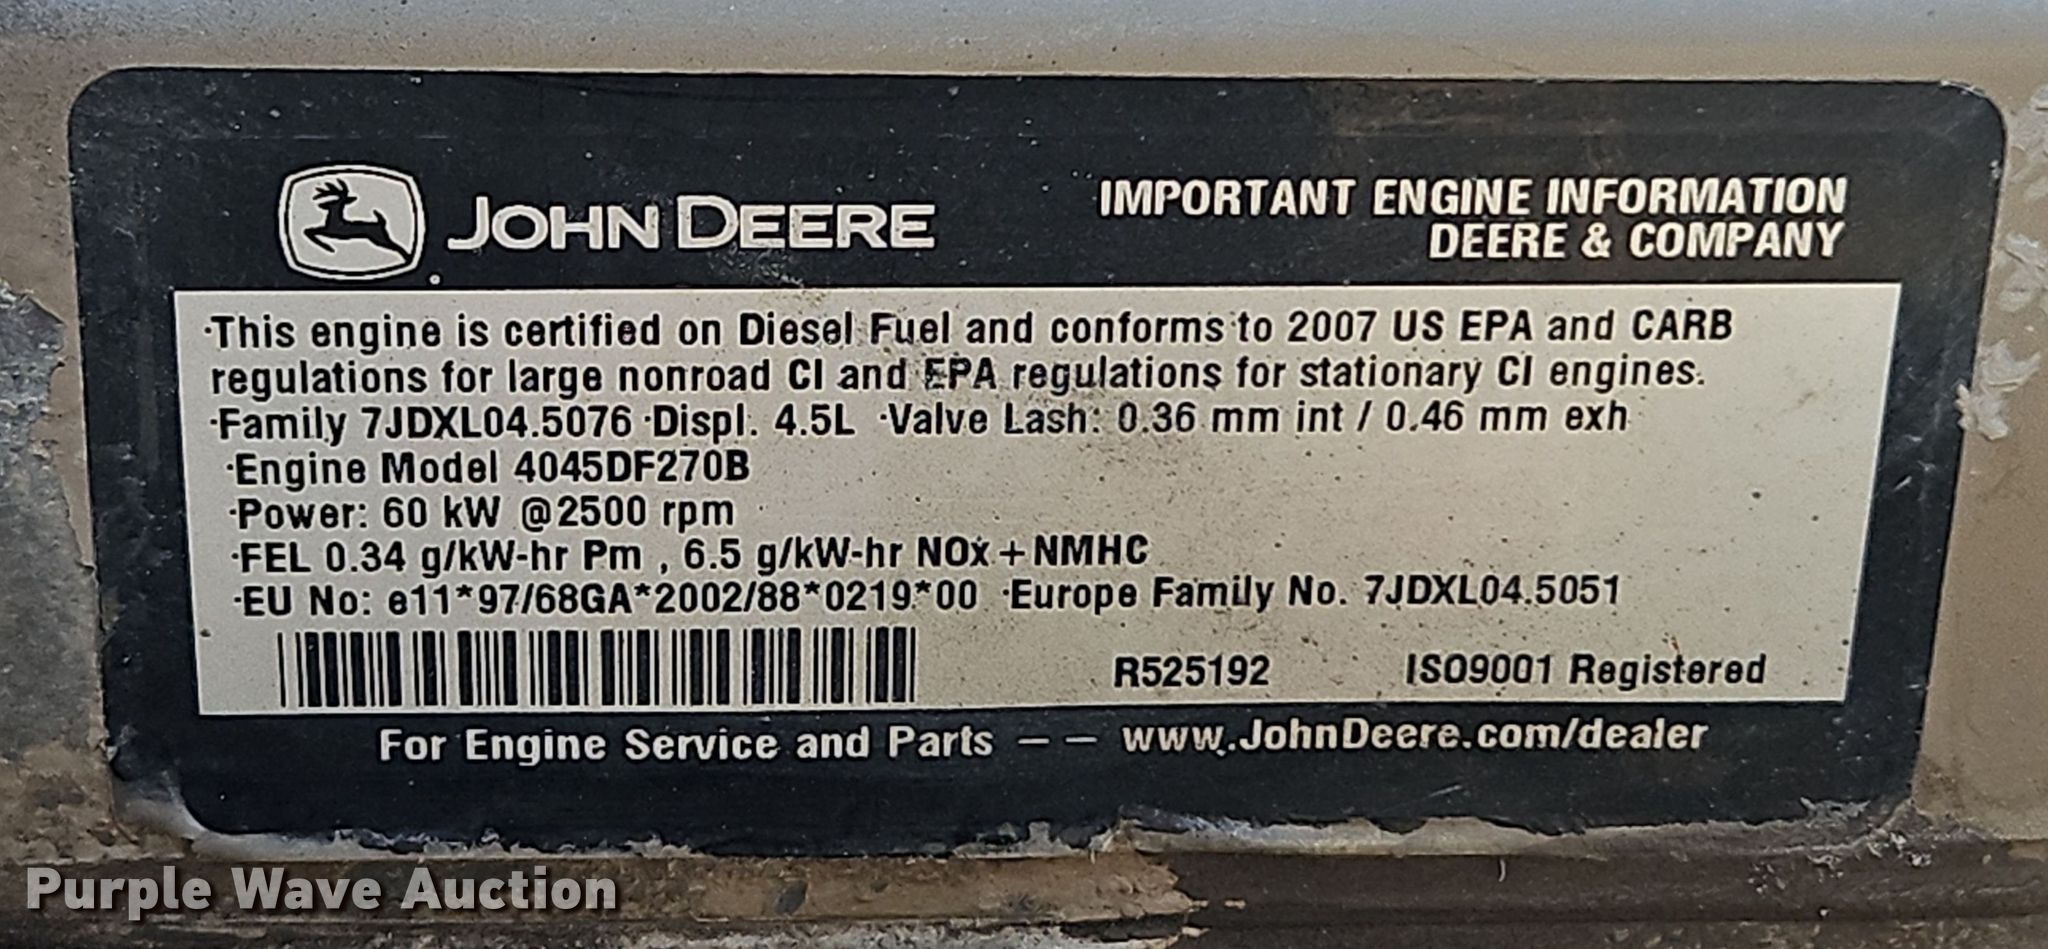 JOHN DEERE
IMPORTANT ENGINE INFORMATION
DEERE & COMPANY
·This engine is certified on Diesel Fuel and conforms to 2007 US EPA and CARB
regulations for large nonroad CI and EPA regulations for stationary CI engines.
·Family 7JDXL04.5076 ·Displ. 4.5L ·Valve Lash: 0.36 mm int / 0.46 mm exh
·Engine Model 4045DF270B
·Power: 60 kW @2500 rpm
·FEL 0.34 g/kW-hr Pm , 6.5 g/kW-hr NOx+NMHC
·EU No: e11*97/68GA*2002/88*0219*00 ·Europe Family No. 7JDXL04.5051
R525192 ISO9001 Registered
For Engine Service and Parts – – www.JohnDeere.com/dealer
Purple Wave Auction